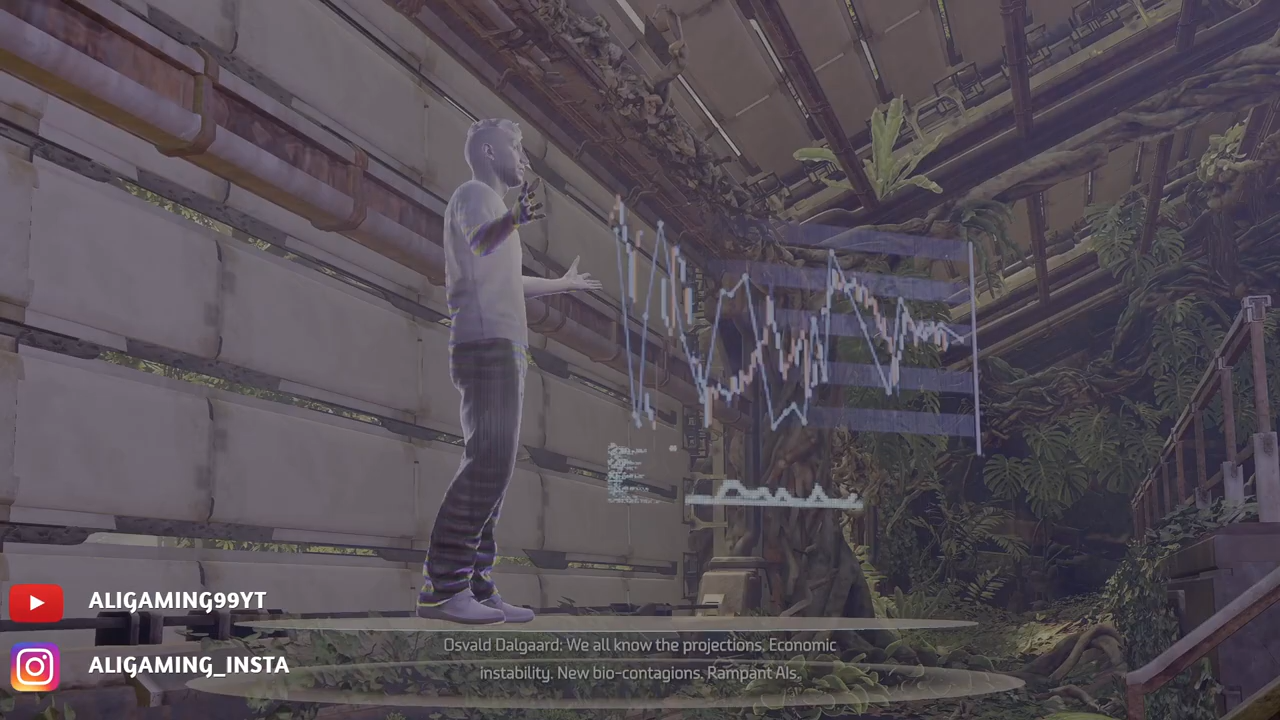 ALIGAMING99YT
ALIGAMING_INSTA
Osvald Dalgaard: We all know the projections. Economic
instability. New bio-contagions. Rampant AIs.